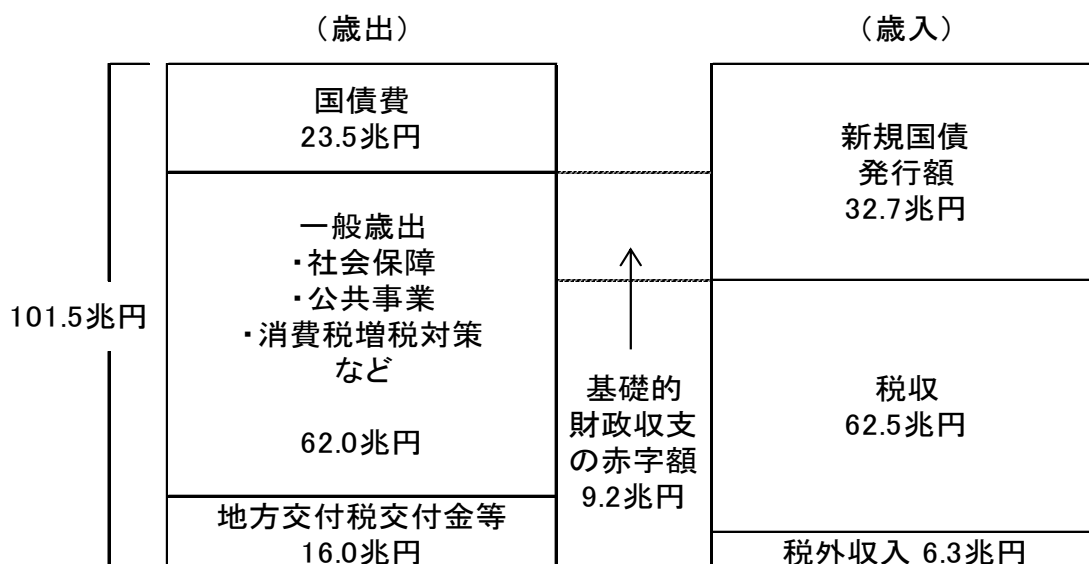 （歳出）
（歳入）
101.5兆円
国債費
23.5兆円
一般歳出
・社会保障
・公共事業
・消費税増税対策
など
62.0兆円
地方交付税交付金等
16.0兆円
基礎的
財政収支
の赤字額
9.2兆円
新規国債
発行額
32.7兆円
税収
62.5兆円
税外収入 6.3兆円